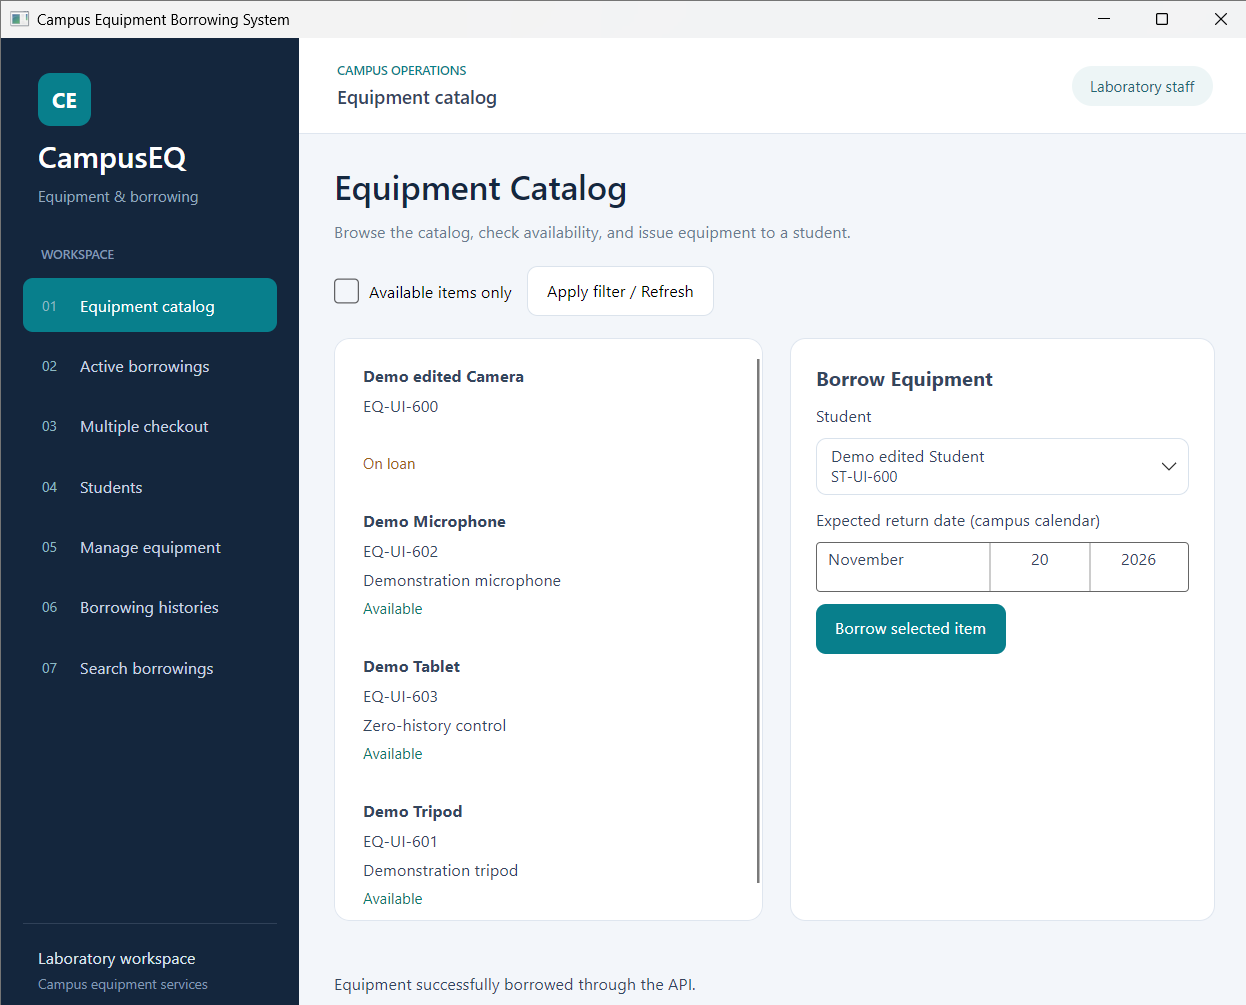 Campus Equipment Borrowing System
CE
CampusEQ
Equipment & borrowing
WORKSPACE
01 Equipment catalog
02 Active borrowings
03 Multiple checkout
04 Students
05 Manage equipment
06 Borrowing histories
07 Search borrowings
Laboratory workspace
Campus equipment services
CAMPUS OPERATIONS
Equipment catalog
Laboratory staff
Equipment Catalog
Browse the catalog, check availability, and issue equipment to a student.
Available items only
Apply filter / Refresh
Demo edited Camera
EQ-UI-600
On loan
Demo Microphone
EQ-UI-602
Demonstration microphone
Available
Demo Tablet
EQ-UI-603
Zero-history control
Available
Demo Tripod
EQ-UI-601
Demonstration tripod
Available
Borrow Equipment
Student
Demo edited Student
ST-UI-600
Expected return date (campus calendar)
November 20 2026
Borrow selected item
Equipment successfully borrowed through the API.